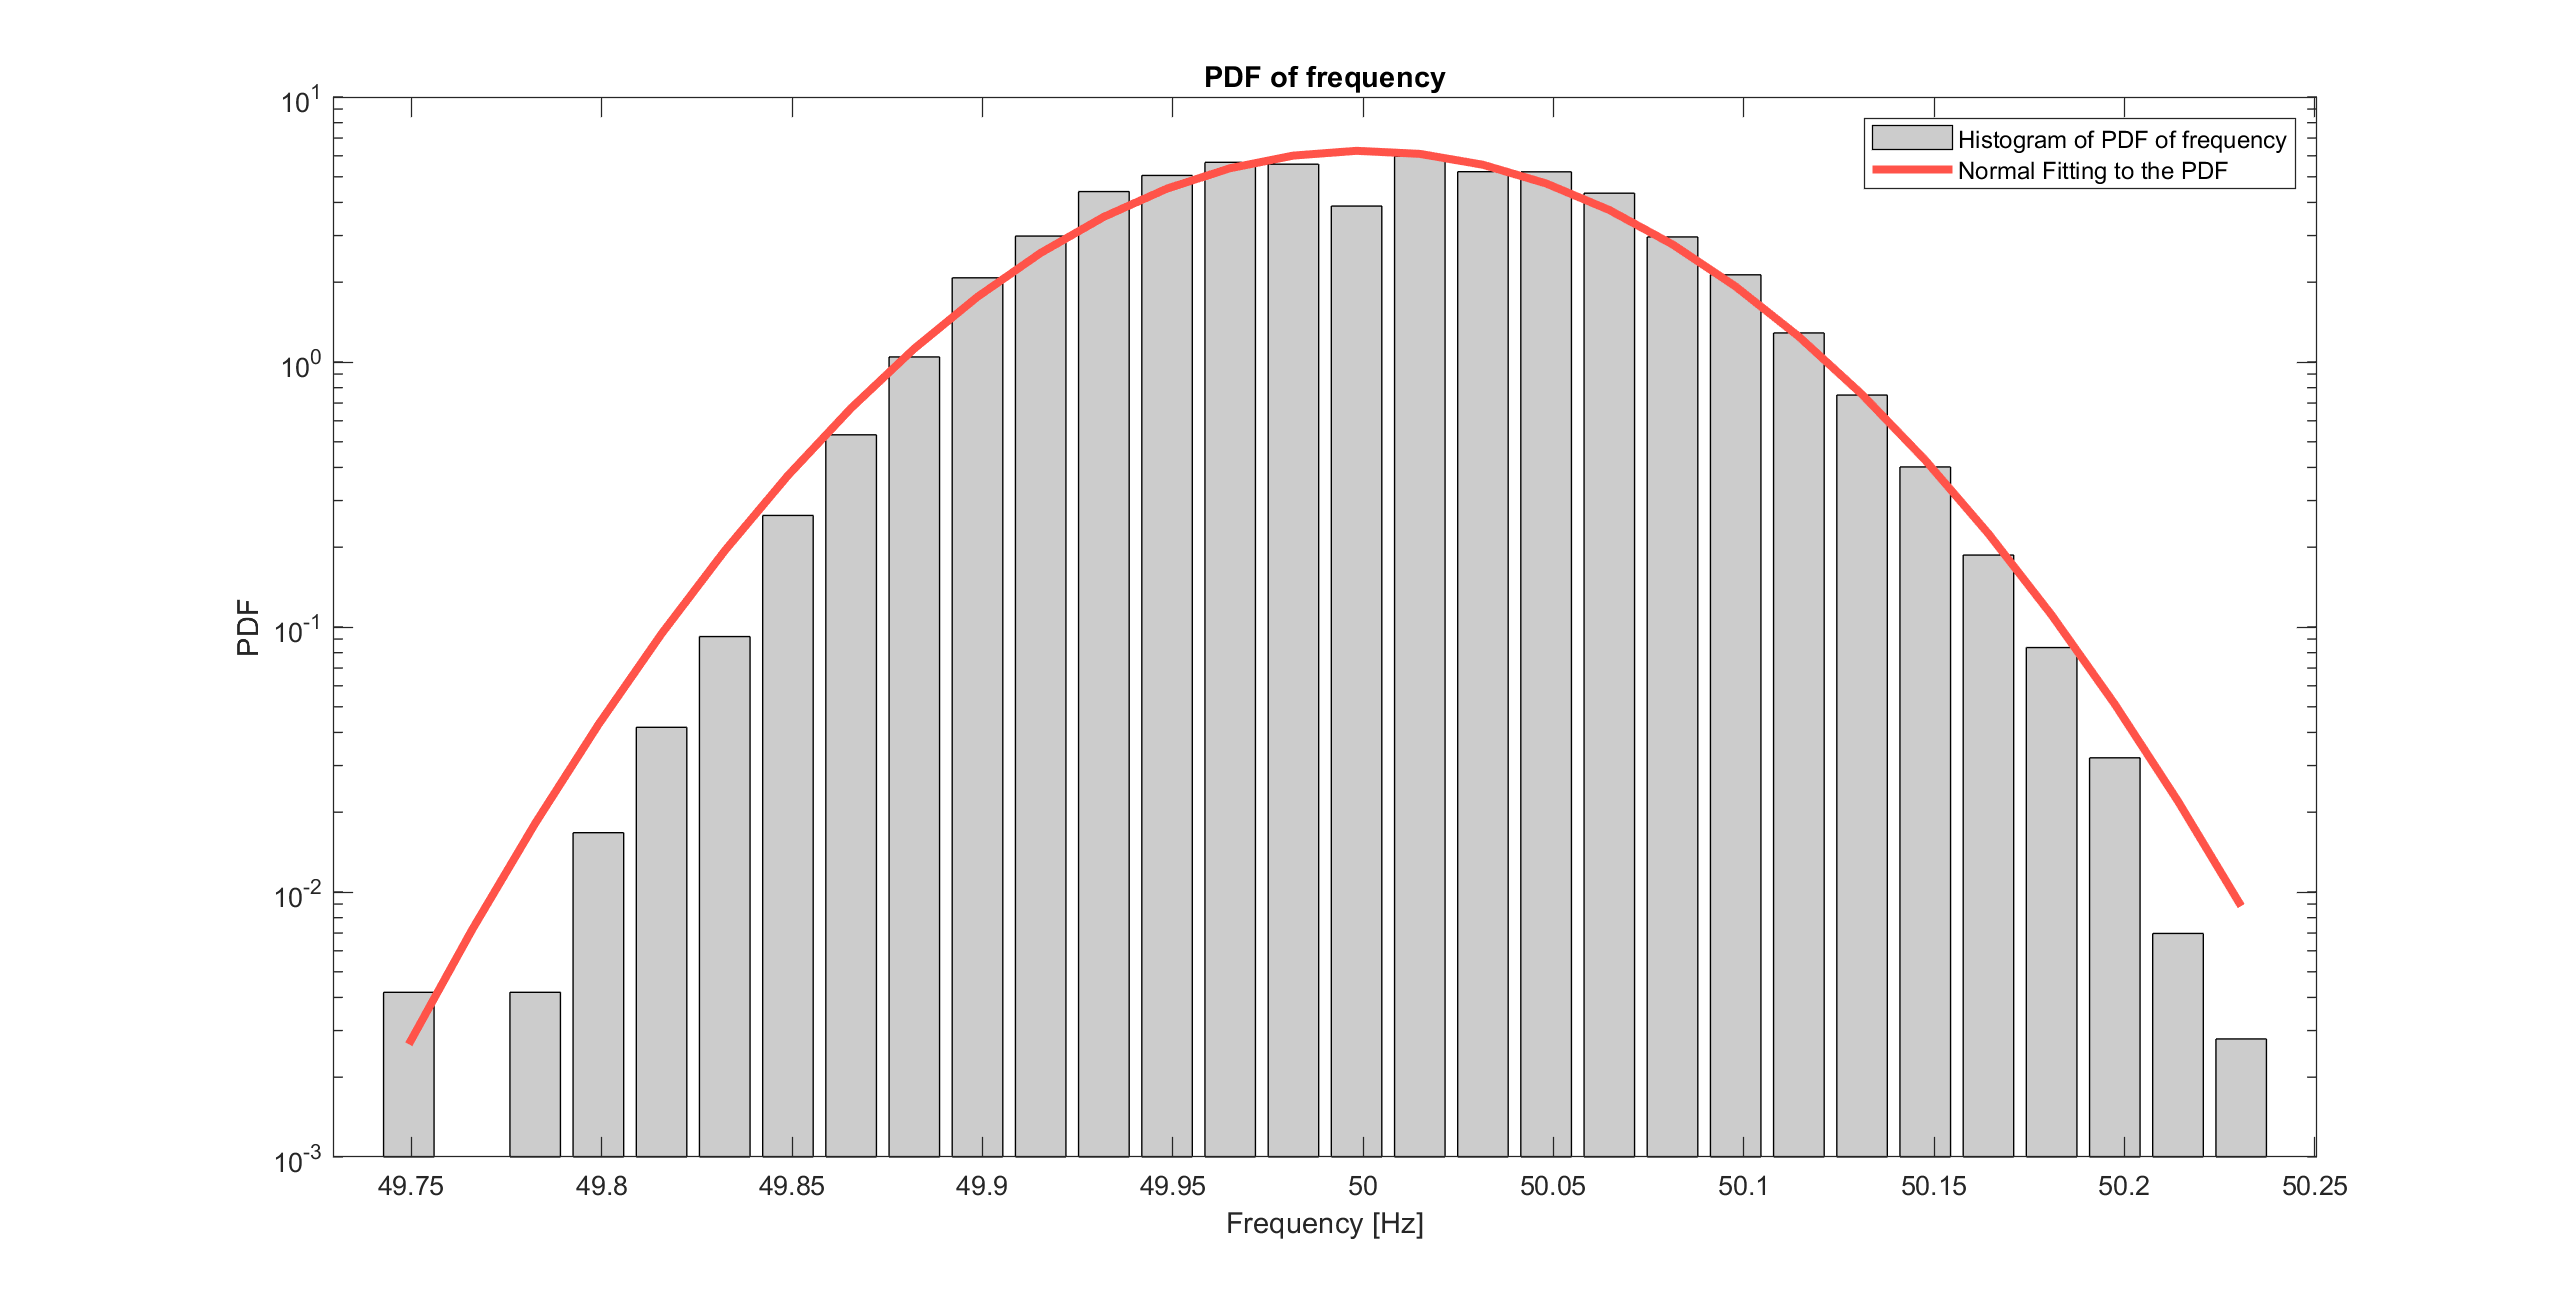 PDF of frequency
Histogram of PDF of frequency
Normal Fitting to the PDF
PDF
10^1
10^0
10^-1
10^-2
10^-3
49.75 49.8 49.85 49.9 49.95 50 50.05 50.1 50.15 50.2 50.25
Frequency [Hz]